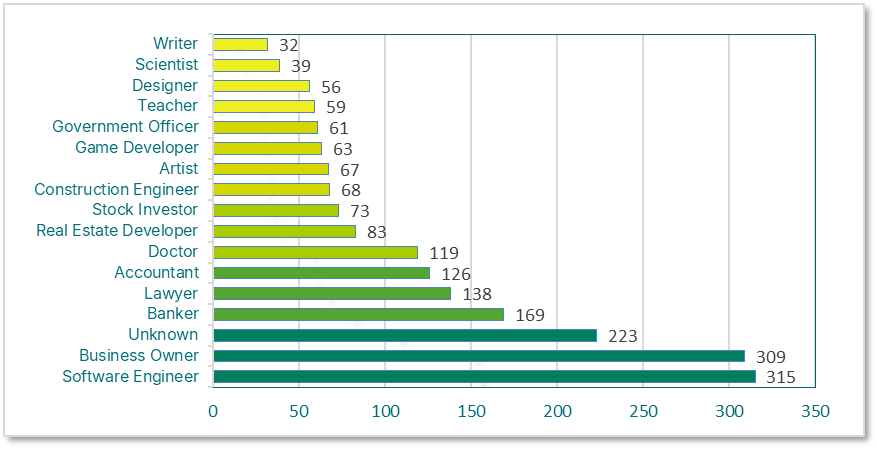 Writer 32
Scientist 39
Designer 56
Teacher 59
Government Officer 61
Game Developer 63
Artist 67
Construction Engineer 68
Stock Investor 73
Real Estate Developer 83
Doctor 119
Accountant 126
Lawyer 138
Banker 169
Unknown 223
Business Owner 309
Software Engineer 315
0 50 100 150 200 250 300 350